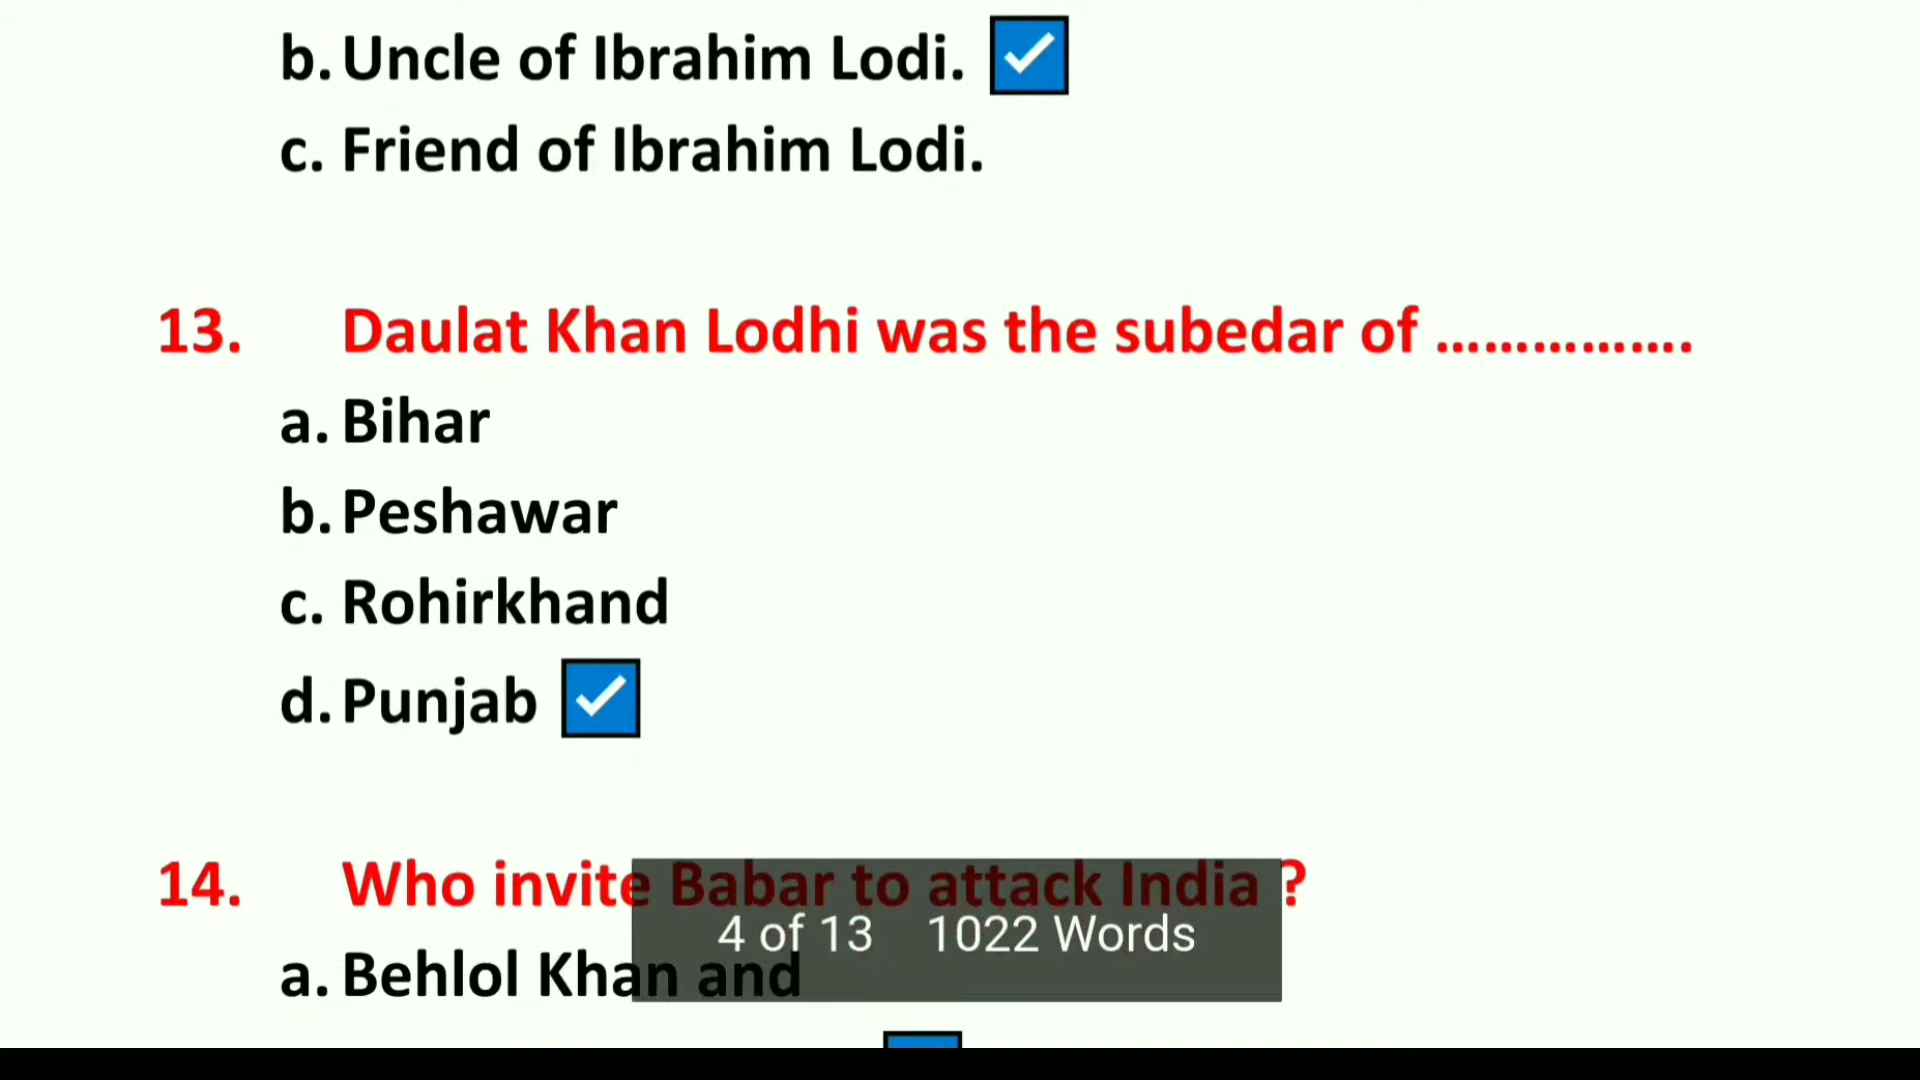 b. Uncle of Ibrahim Lodi. ✓
c. Friend of Ibrahim Lodi.
13. Daulat Khan Lodhi was the subedar of ................
a. Bihar
b. Peshawar
c. Rohirkhand
d. Punjab ✓
14. Who invite Babar to attack India ?
4 of 13 1022 Words
a. Behlol Khan and